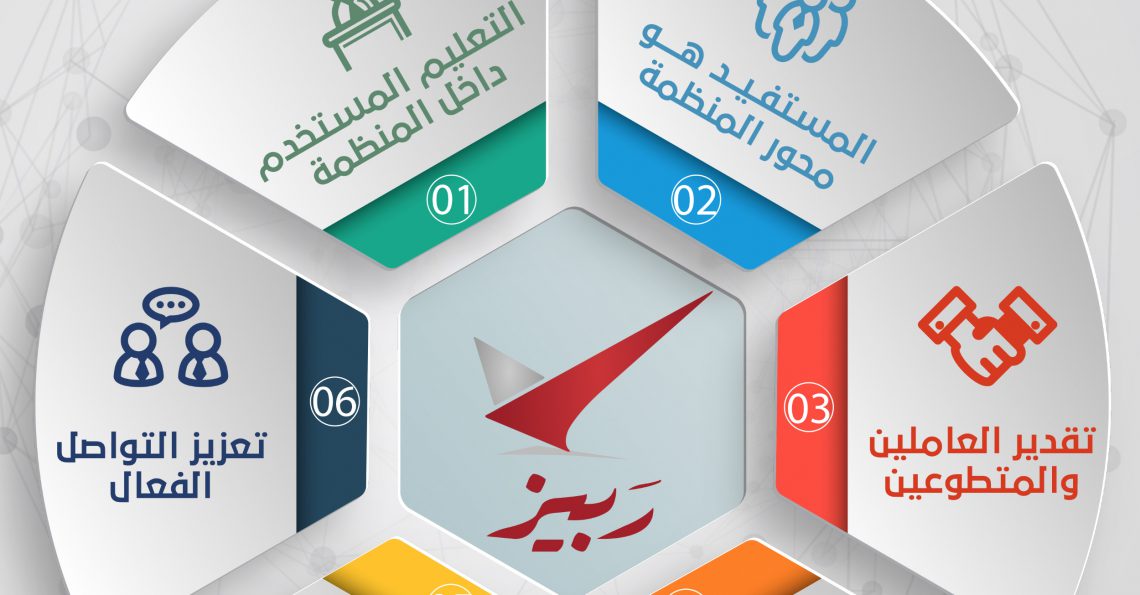 التعليم المستخدم
داخل المنظمة
01
المستفيد هو
محور المنظمة
02
تقدير العاملين
والمتطوعين
03
تعزيز التواصل
الفعال
06
رَبيز